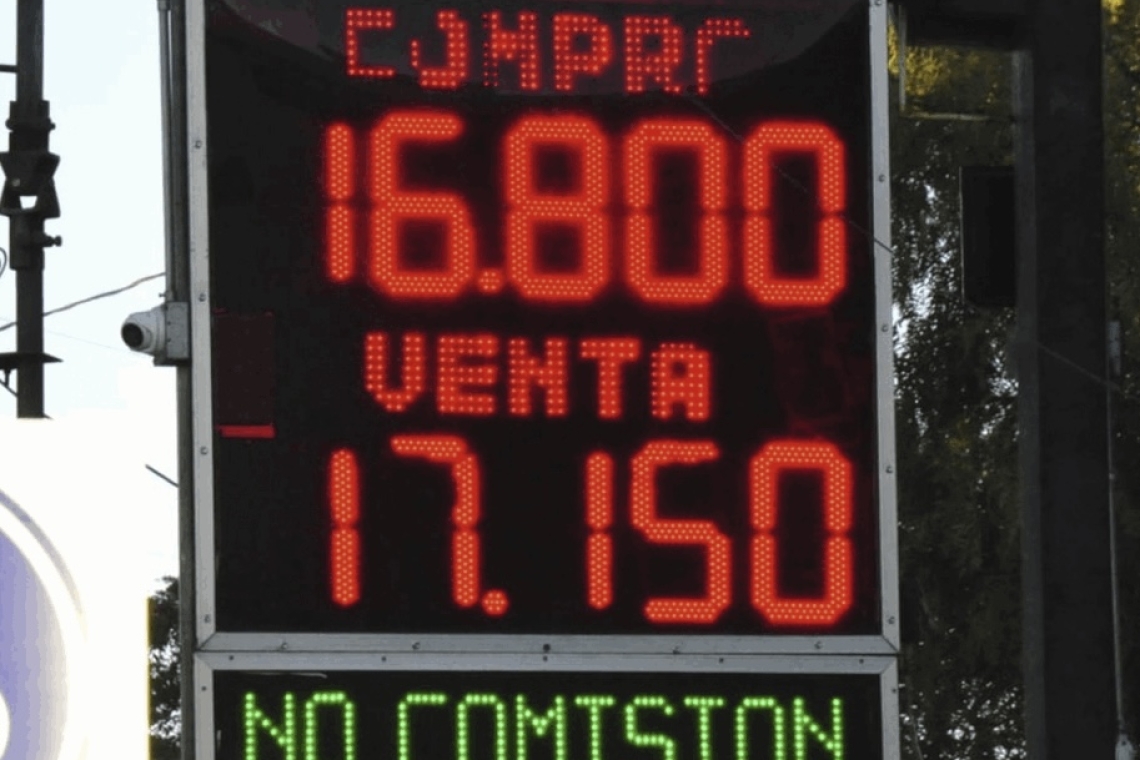 COMPRA
16.800
VENTA
17.150
NO COMISION